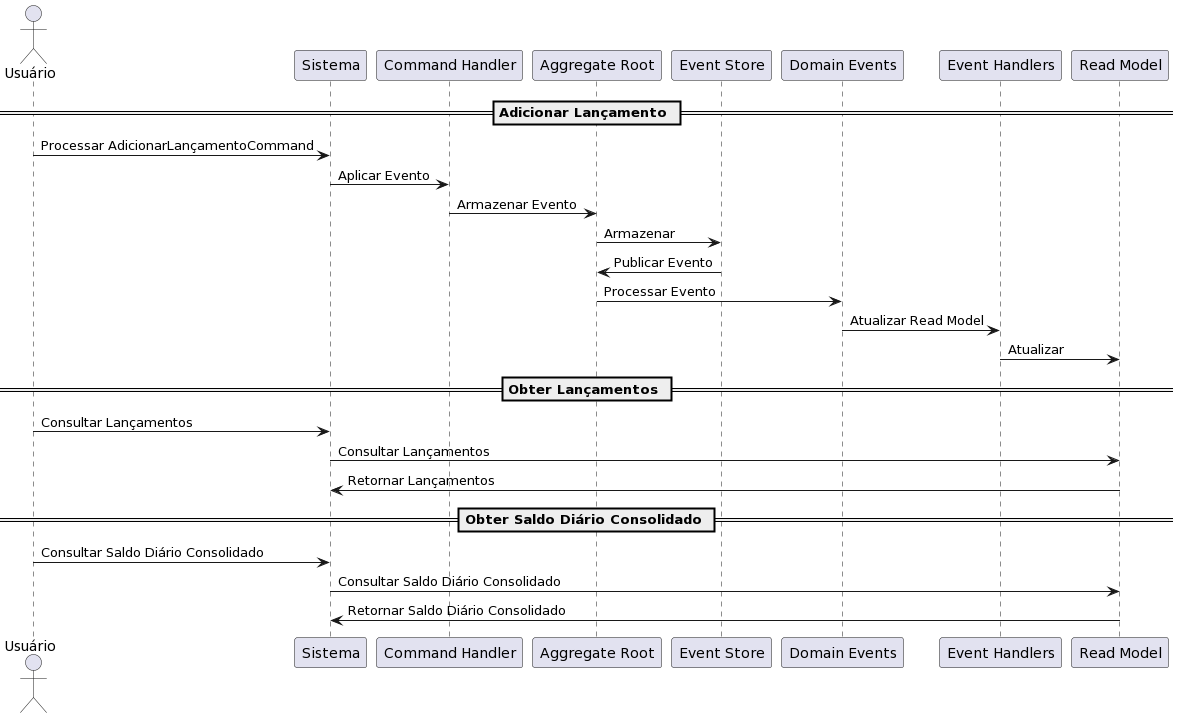 Usuário
Sistema
Command Handler
Aggregate Root
Event Store
Domain Events
Event Handlers
Read Model
Adicionar Lançamento
Processar AdicionarLançamentoCommand
Aplicar Evento
Armazenar Evento
Armazenar
Publicar Evento
Processar Evento
Atualizar Read Model
Atualizar
Obter Lançamentos
Consultar Lançamentos
Consultar Lançamentos
Retornar Lançamentos
Obter Saldo Diário Consolidado
Consultar Saldo Diário Consolidado
Consultar Saldo Diário Consolidado
Retornar Saldo Diário Consolidado
Usuário
Sistema
Command Handler
Aggregate Root
Event Store
Domain Events
Event Handlers
Read Model